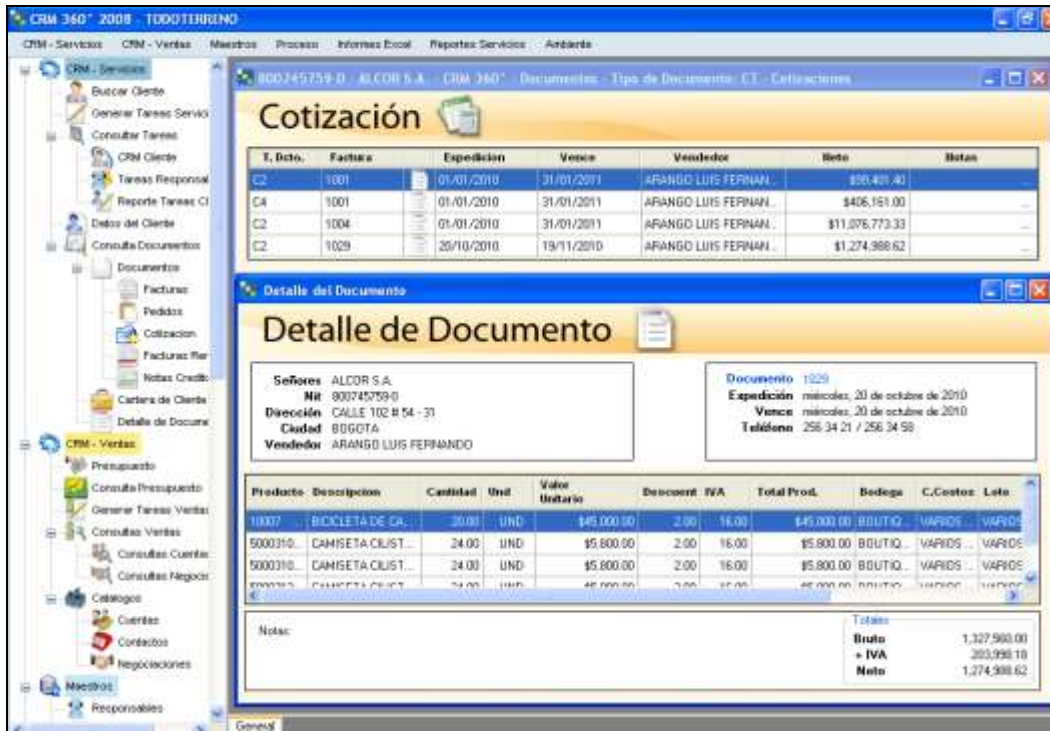 CRM 360° 2008 - TODOTERRENO
CRM - Servicios CRM - Ventas Maestros Procesos Informes Excel Reportes Servicios Ambiente
CRM - Servicios
Buscar Cliente
Generar Tareas Servici
Consultar Tareas
CRM Cliente
Tareas Responsal
Reporte Tareas Cl
Datos del Cliente
Consulta Documentos
Documentos
Facturas
Pedidos
Cotizacion
Facturas Rer
Notas Credito
Cartera de Cliente
Detalle de Docume
CRM - Ventas
Presupuesto
Consulta Presupuesto
Generar Tareas Ventas
Consultas Ventas
Consultas Cuentas
Consultas Negocio
Catalogos
Cuentas
Contactos
Negociaciones
Maestros
Responsables
800745759-0 - ALCOR S.A. - CRM 360° - Documentos - Tipo de Documento: CT - Cotizaciones
Cotización
T. Dcto. Factura Expedicion Vence Vendedor Neto Notas
C2 1001 01/01/2010 31/01/2011 ARANGO LUIS FERNAN...
C4 1001 01/01/2010 31/01/2011 ARANGO LUIS FERNAN... $406,161.00 ...
C2 1004 01/01/2010 31/01/2011 ARANGO LUIS FERNAN... $11,076,773.33 ...
C2 1029 20/10/2010 19/11/2010 ARANGO LUIS FERNAN... $1,274,988.62 ...
Detalle del Documento
Detalle de Documento
Señores ALCOR S.A.
Nit 800745759-0
Dirección CALLE 102 # 54 - 31
Ciudad BOGOTA
Vendedor ARANGO LUIS FERNANDO
Documento 1029
Expedición miércoles, 20 de octubre de 2010
Vence miércoles, 20 de octubre de 2010
Teléfono 256 34 21 / 256 34 58
Producto Descripcion Cantidad Und Valor Unitario Descuent IVA Total Prod. Bodega C.Costos Lote
10007 ... BICICLETA DE CA... 20.00 UND $45,000.00 2.00 16.00 $45,000.00 BOUTIQ... VARIOS ... VARIOS
5000310... CAMISETA CILIST... 24.00 UND $5,800.00 2.00 16.00 $5,800.00 BOUTIQ... VARIOS ... VARIOS
5000310... CAMISETA CILIST... 24.00 UND $5,800.00 2.00 16.00 $5,800.00 BOUTIQ... VARIOS ... VARIOS
Notas:
Totales
Bruto 1,327,960.00
+ IVA 203,998.18
Neto 1,274,988.62
General